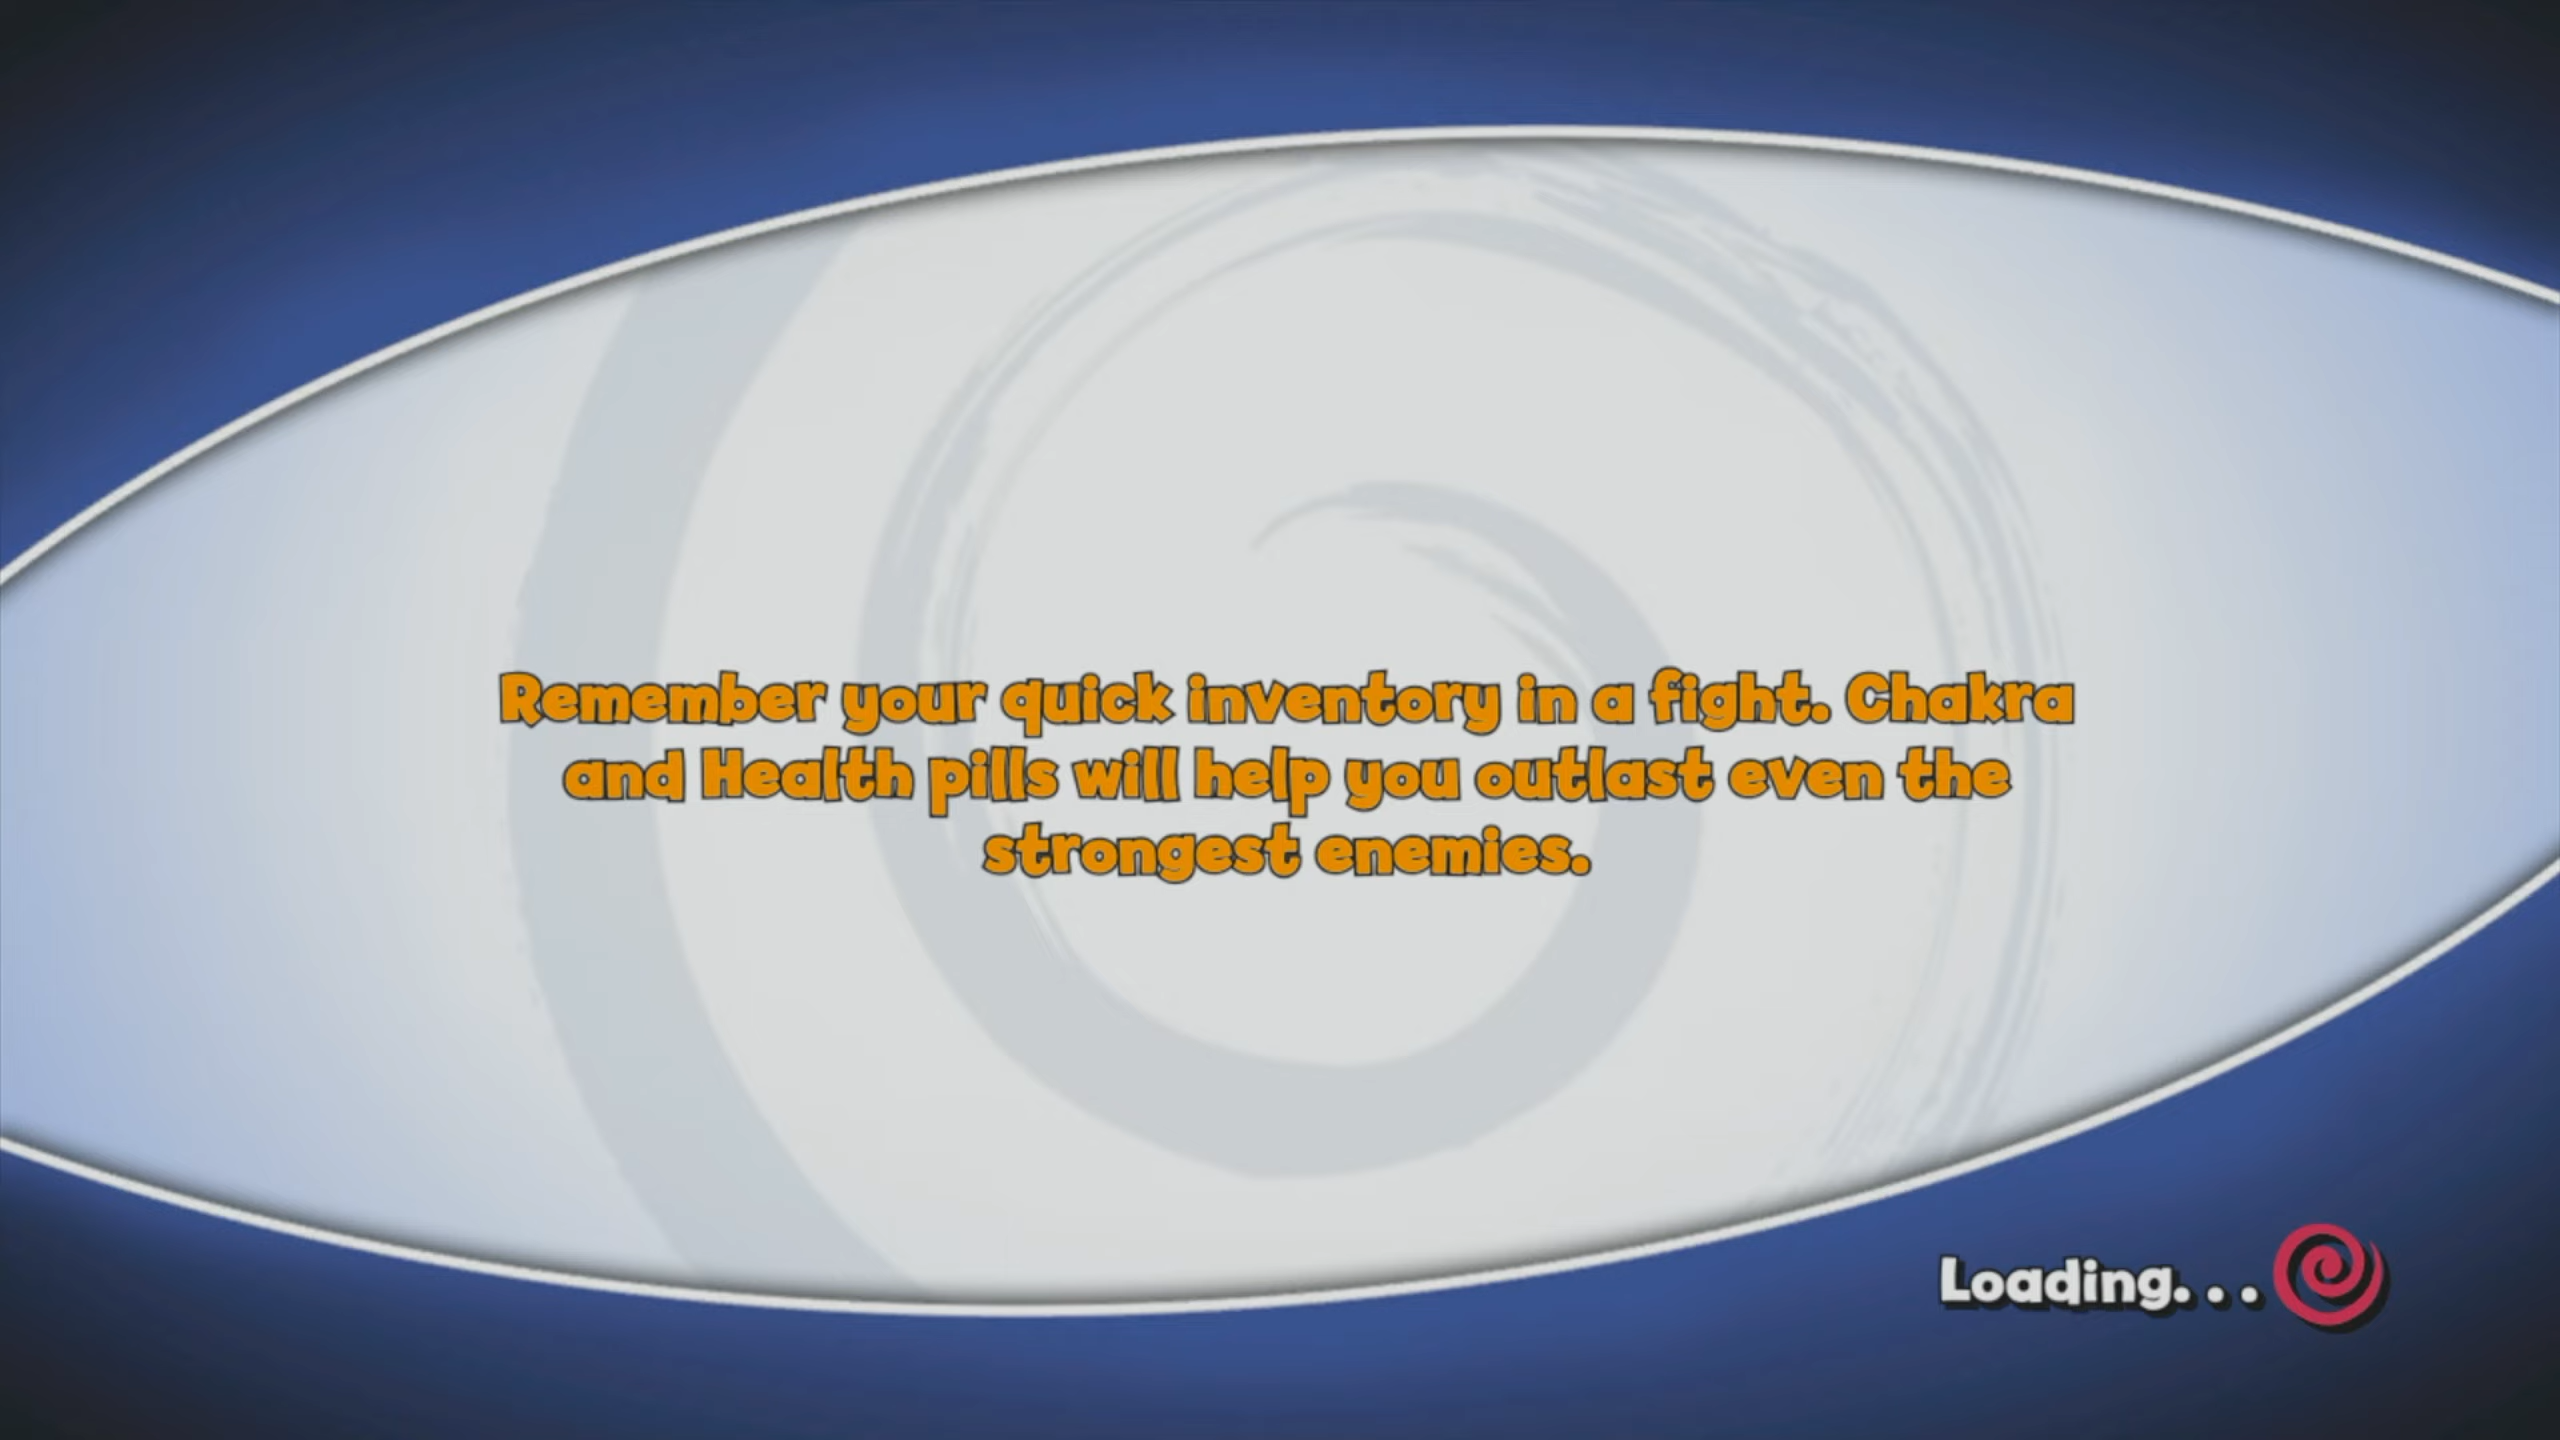 Remember your quick inventory in a fight. Chakra
and Health pills will help you outlast even the
strongest enemies.
Loading...